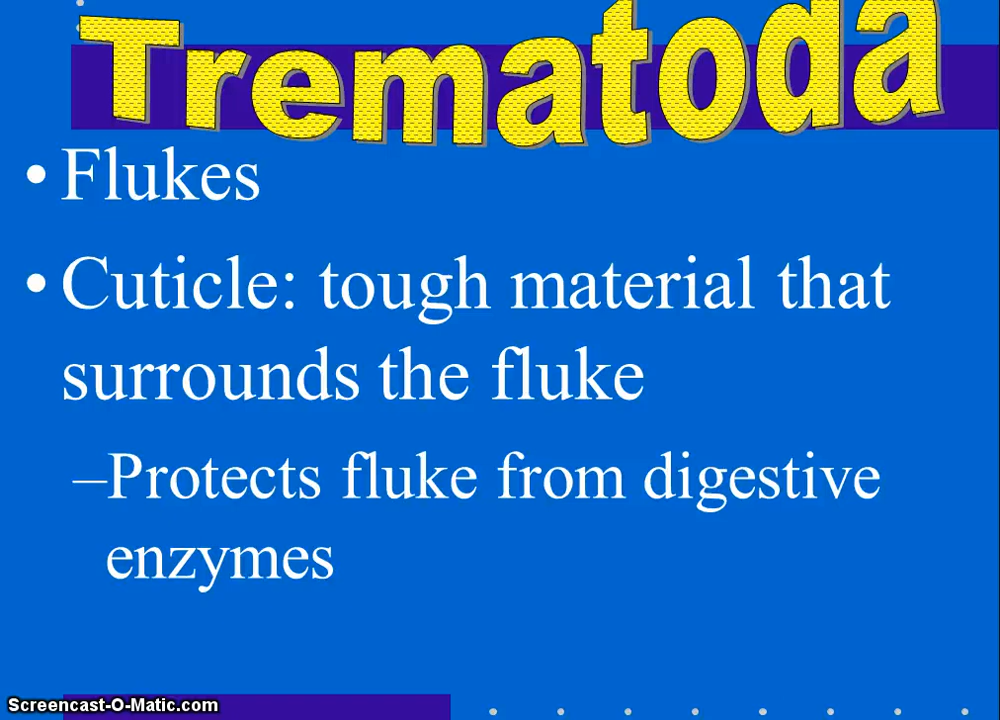 Trematoda
• Flukes
• Cuticle: tough material that
surrounds the fluke
–Protects fluke from digestive
enzymes
Screencast-O-Matic.com